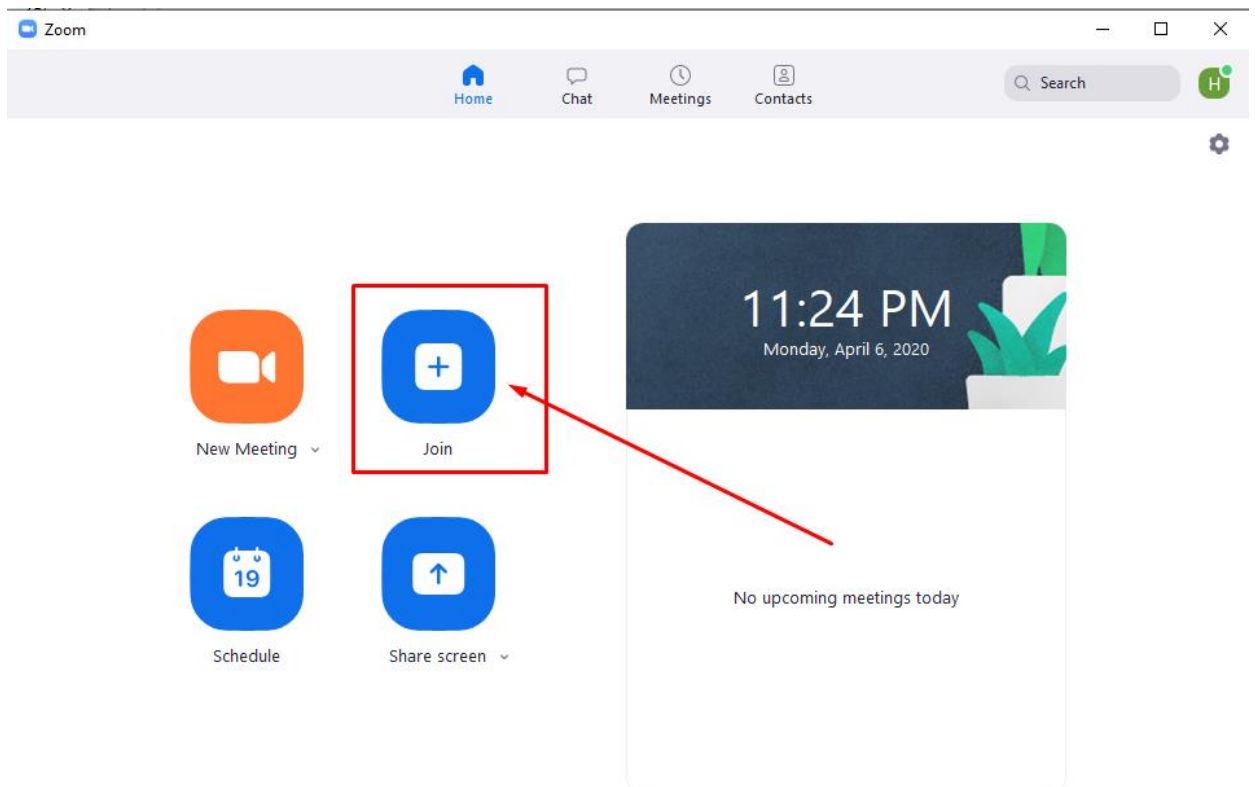 Zoom
Home
Chat
Meetings
Contacts
Search
H
11:24 PM
Monday, April 6, 2020
New Meeting
Join
19
Schedule
Share screen
No upcoming meetings today